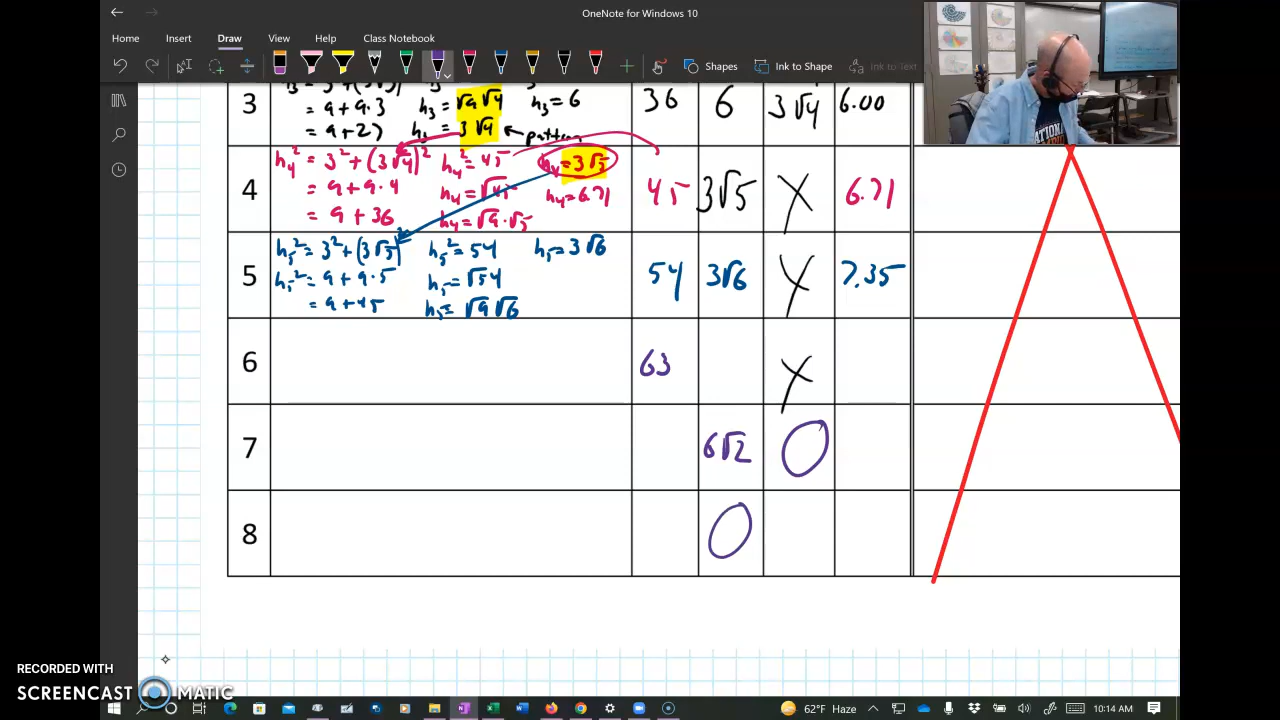 OneNote for Windows 10
Home Insert Draw View Help Class Notebook
Shapes Ink to Shape Ink to Text
3
= 9 + 9·3
= 9 + 27
h₃ = √9 √4
h₃ = 3√4 ← pattern
h₃ = 6
36 6 3√4 6.00
4
h₄² = 3² + (3√4)²
= 9 + 9·4
= 9 + 36
h₄² = 45
h₄ = √45
h₄ = √9·√5
h₄ = 3√5
h₄ = 6.71
45 3√5 X 6.71
5
h₅² = 3² + (3√5)²
h₅² = 9 + 9·5
= 9 + 45
h₅² = 54
h₅ = √54
h₅ = √9 √6
h₅ = 3√6
54 3√6 X 7.35
6 63 X
7 6√2
8
RECORDED WITH
SCREENCAST MATIC
62°F Haze 10:14 AM